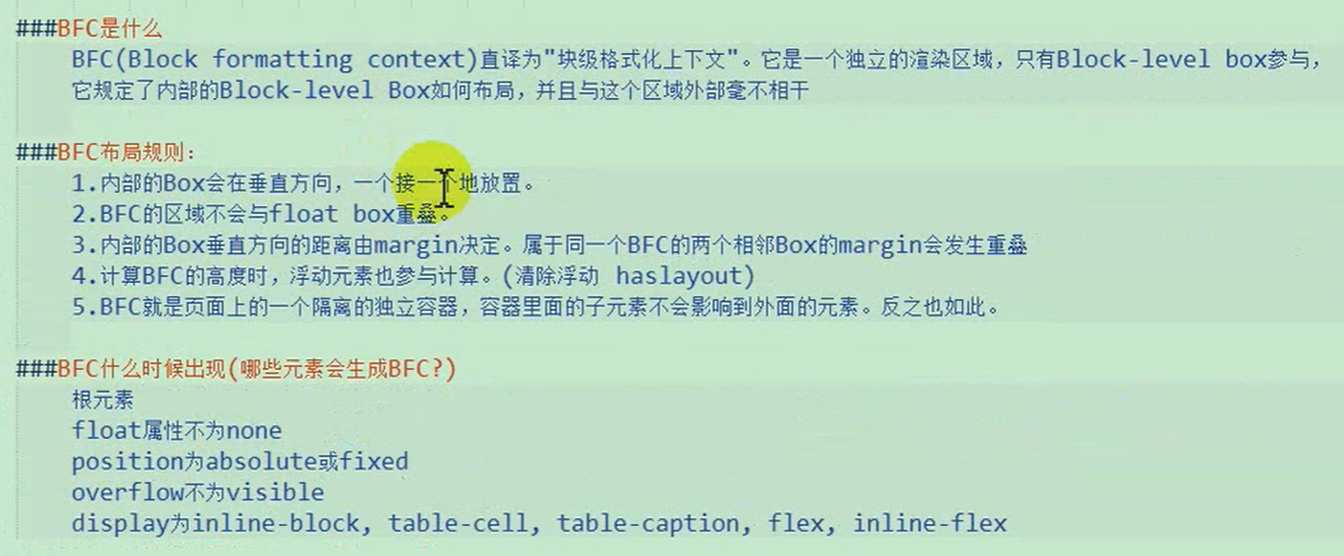 ###BFC是什么
BFC(Block formatting context)直译为"块级格式化上下文"。它是一个独立的渲染区域，只有Block-level box参与，
它规定了内部的Block-level Box如何布局，并且与这个区域外部毫不相干
###BFC布局规则：
1.内部的Box会在垂直方向，一个接一个地放置。
2.BFC的区域不会与float box重叠。
3.内部的Box垂直方向的距离由margin决定。属于同一个BFC的两个相邻Box的margin会发生重叠
4.计算BFC的高度时，浮动元素也参与计算。(清除浮动 haslayout)
5.BFC就是页面上的一个隔离的独立容器，容器里面的子元素不会影响到外面的元素。反之也如此。
###BFC什么时候出现(哪些元素会生成BFC?)
根元素
float属性不为none
position为absolute或fixed
overflow不为visible
display为inline-block, table-cell, table-caption, flex, inline-flex